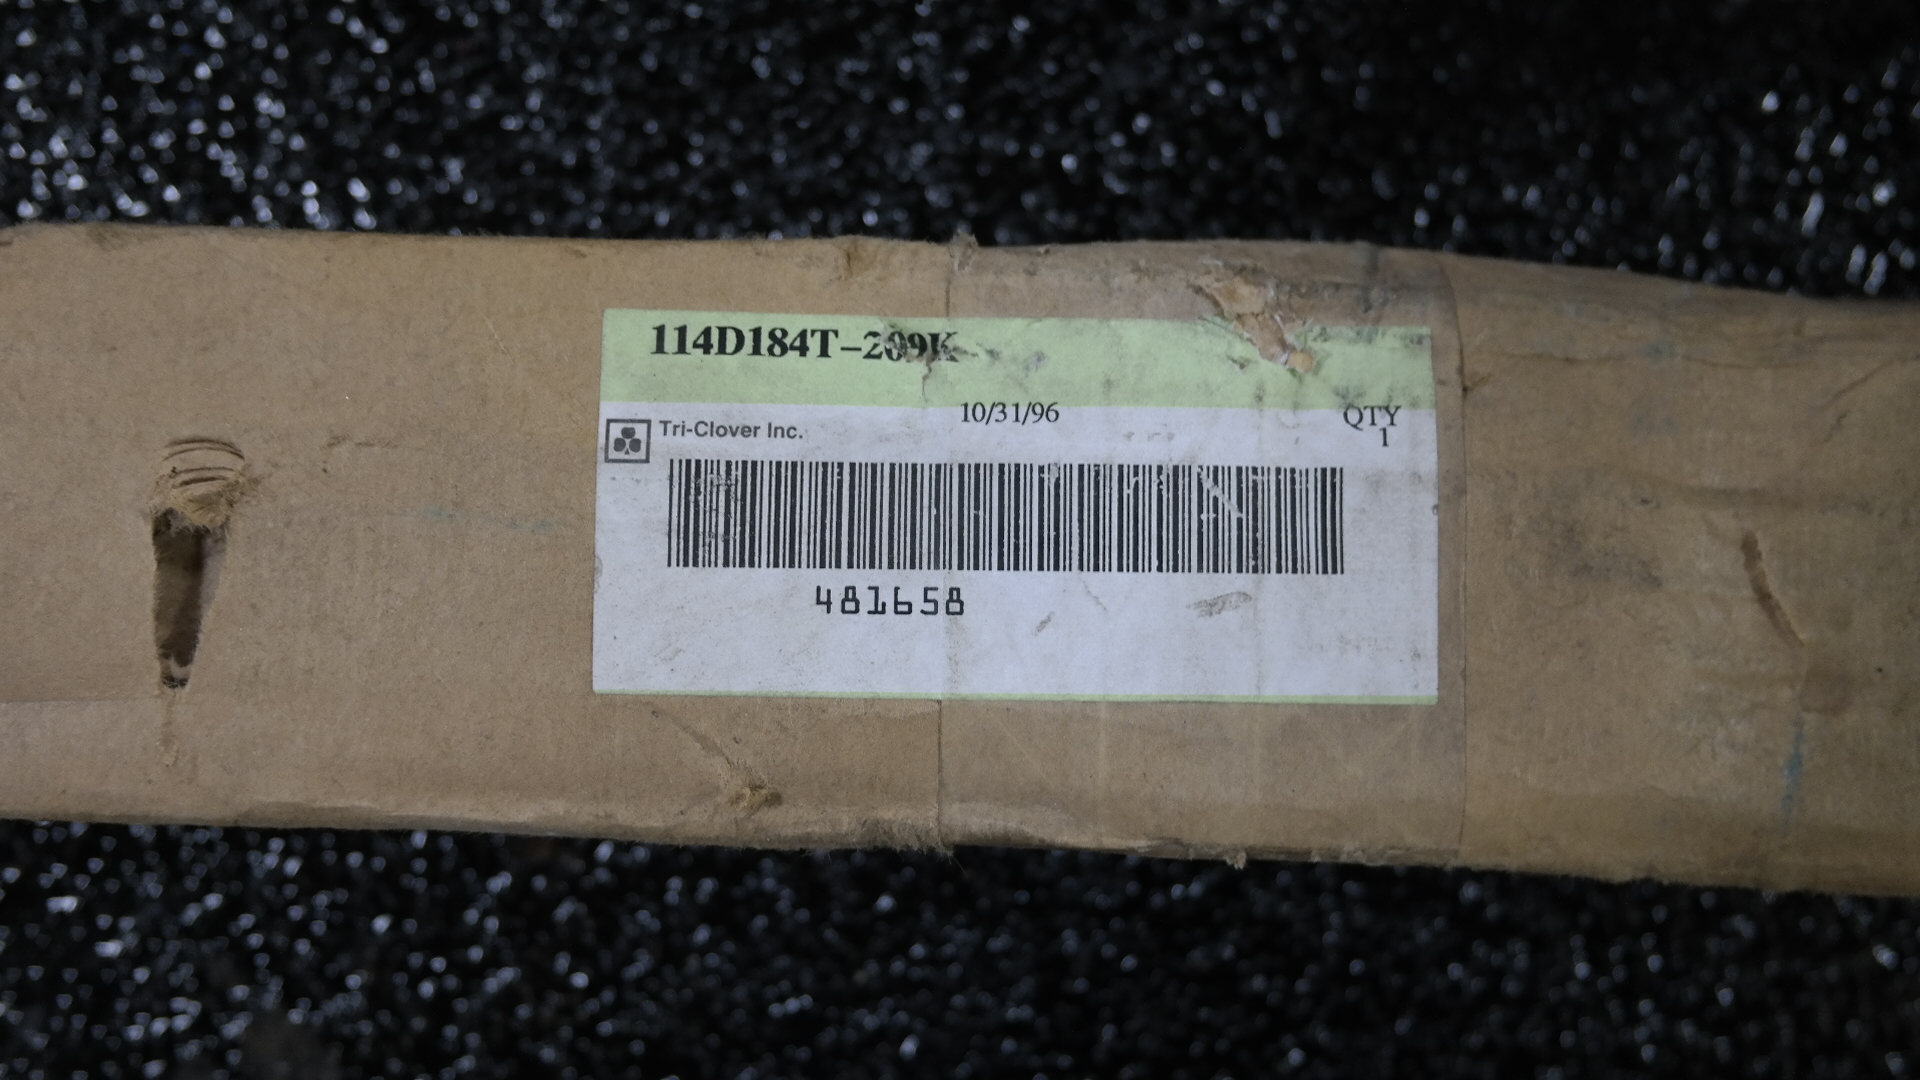 114D184T-209K
10/31/96
QTY
1
Tri-Clover Inc.
481658